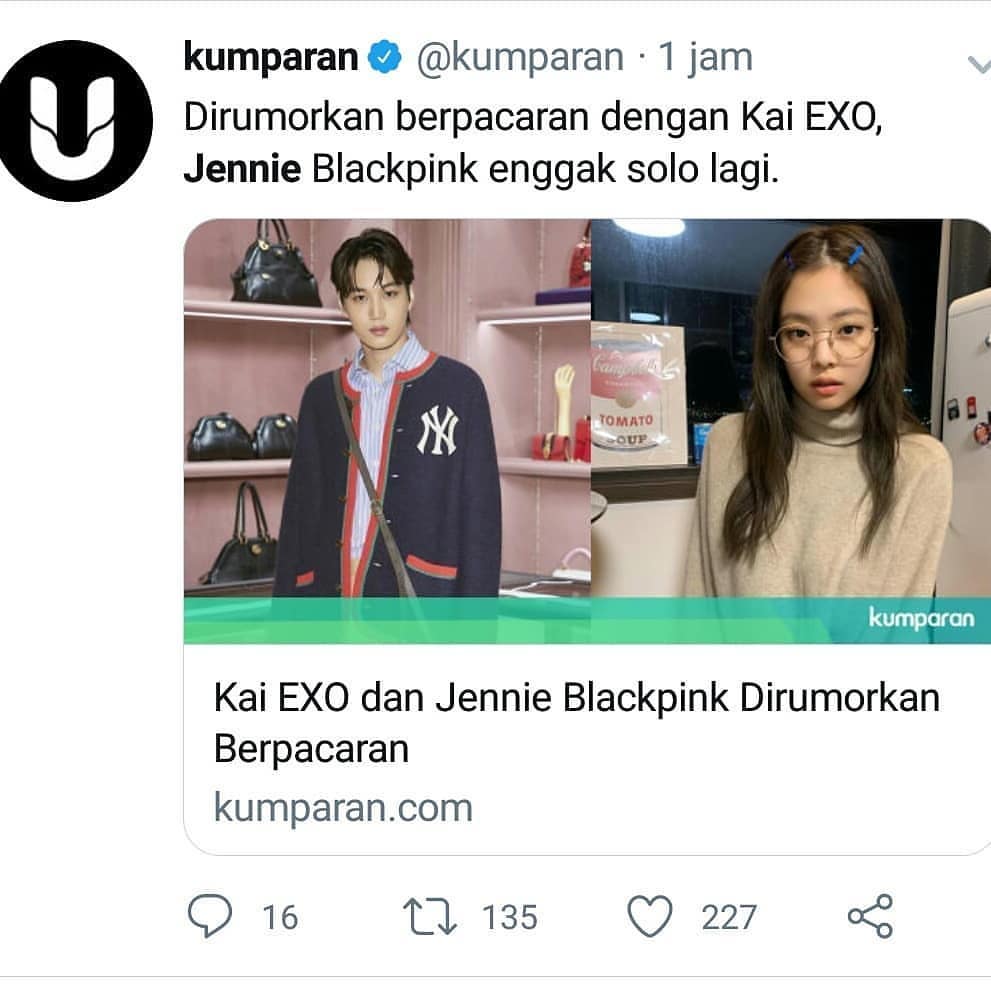 kumparan @kumparan · 1 jam
Dirumorkan berpacaran dengan Kai EXO,
Jennie Blackpink enggak solo lagi.
NY
Campbell's
TOMATO
SOUP
kumparan
Kai EXO dan Jennie Blackpink Dirumorkan
Berpacaran
kumparan.com
16 135 227